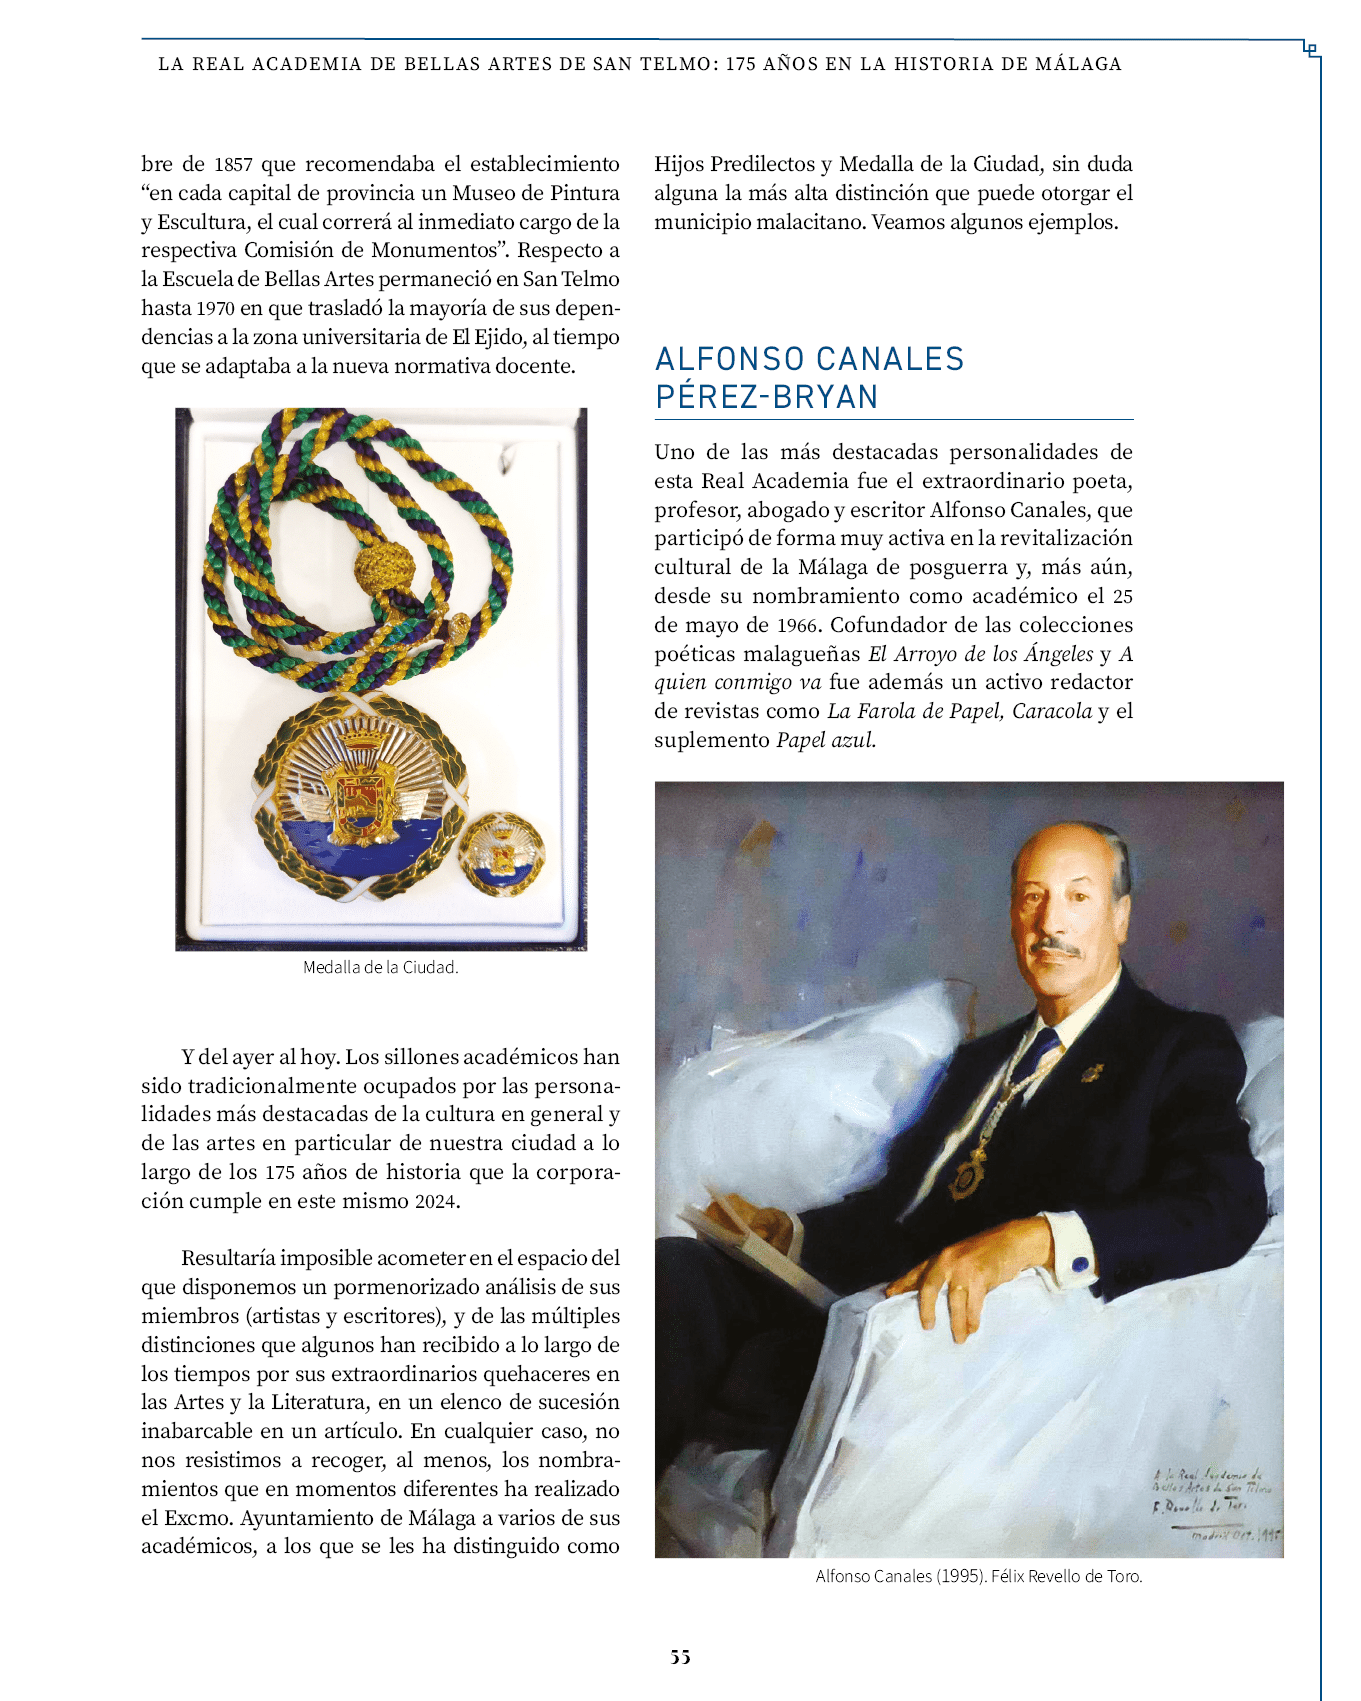 LA REAL ACADEMIA DE BELLAS ARTES DE SAN TELMO: 175 AÑOS EN LA HISTORIA DE MÁLAGA
bre de 1857 que recomendaba el establecimiento
“en cada capital de provincia un Museo de Pintura
y Escultura, el cual correrá al inmediato cargo de la
respectiva Comisión de Monumentos”. Respecto a
la Escuela de Bellas Artes permaneció en San Telmo
hasta 1970 en que trasladó la mayoría de sus depen-
dencias a la zona universitaria de El Ejido, al tiempo
que se adaptaba a la nueva normativa docente.
Medalla de la Ciudad.
Y del ayer al hoy. Los sillones académicos han
sido tradicionalmente ocupados por las persona-
lidades más destacadas de la cultura en general y
de las artes en particular de nuestra ciudad a lo
largo de los 175 años de historia que la corpora-
ción cumple en este mismo 2024.
Resultaría imposible acometer en el espacio del
que disponemos un pormenorizado análisis de sus
miembros (artistas y escritores), y de las múltiples
distinciones que algunos han recibido a lo largo de
los tiempos por sus extraordinarios quehaceres en
las Artes y la Literatura, en un elenco de sucesión
inabarcable en un artículo. En cualquier caso, no
nos resistimos a recoger, al menos, los nombra-
mientos que en momentos diferentes ha realizado
el Excmo. Ayuntamiento de Málaga a varios de sus
académicos, a los que se les ha distinguido como
Hijos Predilectos y Medalla de la Ciudad, sin duda
alguna la más alta distinción que puede otorgar el
municipio malacitano. Veamos algunos ejemplos.
ALFONSO CANALES
PÉREZ-BRYAN
Uno de las más destacadas personalidades de
esta Real Academia fue el extraordinario poeta,
profesor, abogado y escritor Alfonso Canales, que
participó de forma muy activa en la revitalización
cultural de la Málaga de posguerra y, más aún,
desde su nombramiento como académico el 25
de mayo de 1966. Cofundador de las colecciones
poéticas malagueñas El Arroyo de los Ángeles y A
quien conmigo va fue además un activo redactor
de revistas como La Farola de Papel, Caracola y el
suplemento Papel azul.
A la Real Academia de
Bellas Artes de San Telmo
F. Revello de Toro
Madrid Oct. 1995
Alfonso Canales (1995). Félix Revello de Toro.
55